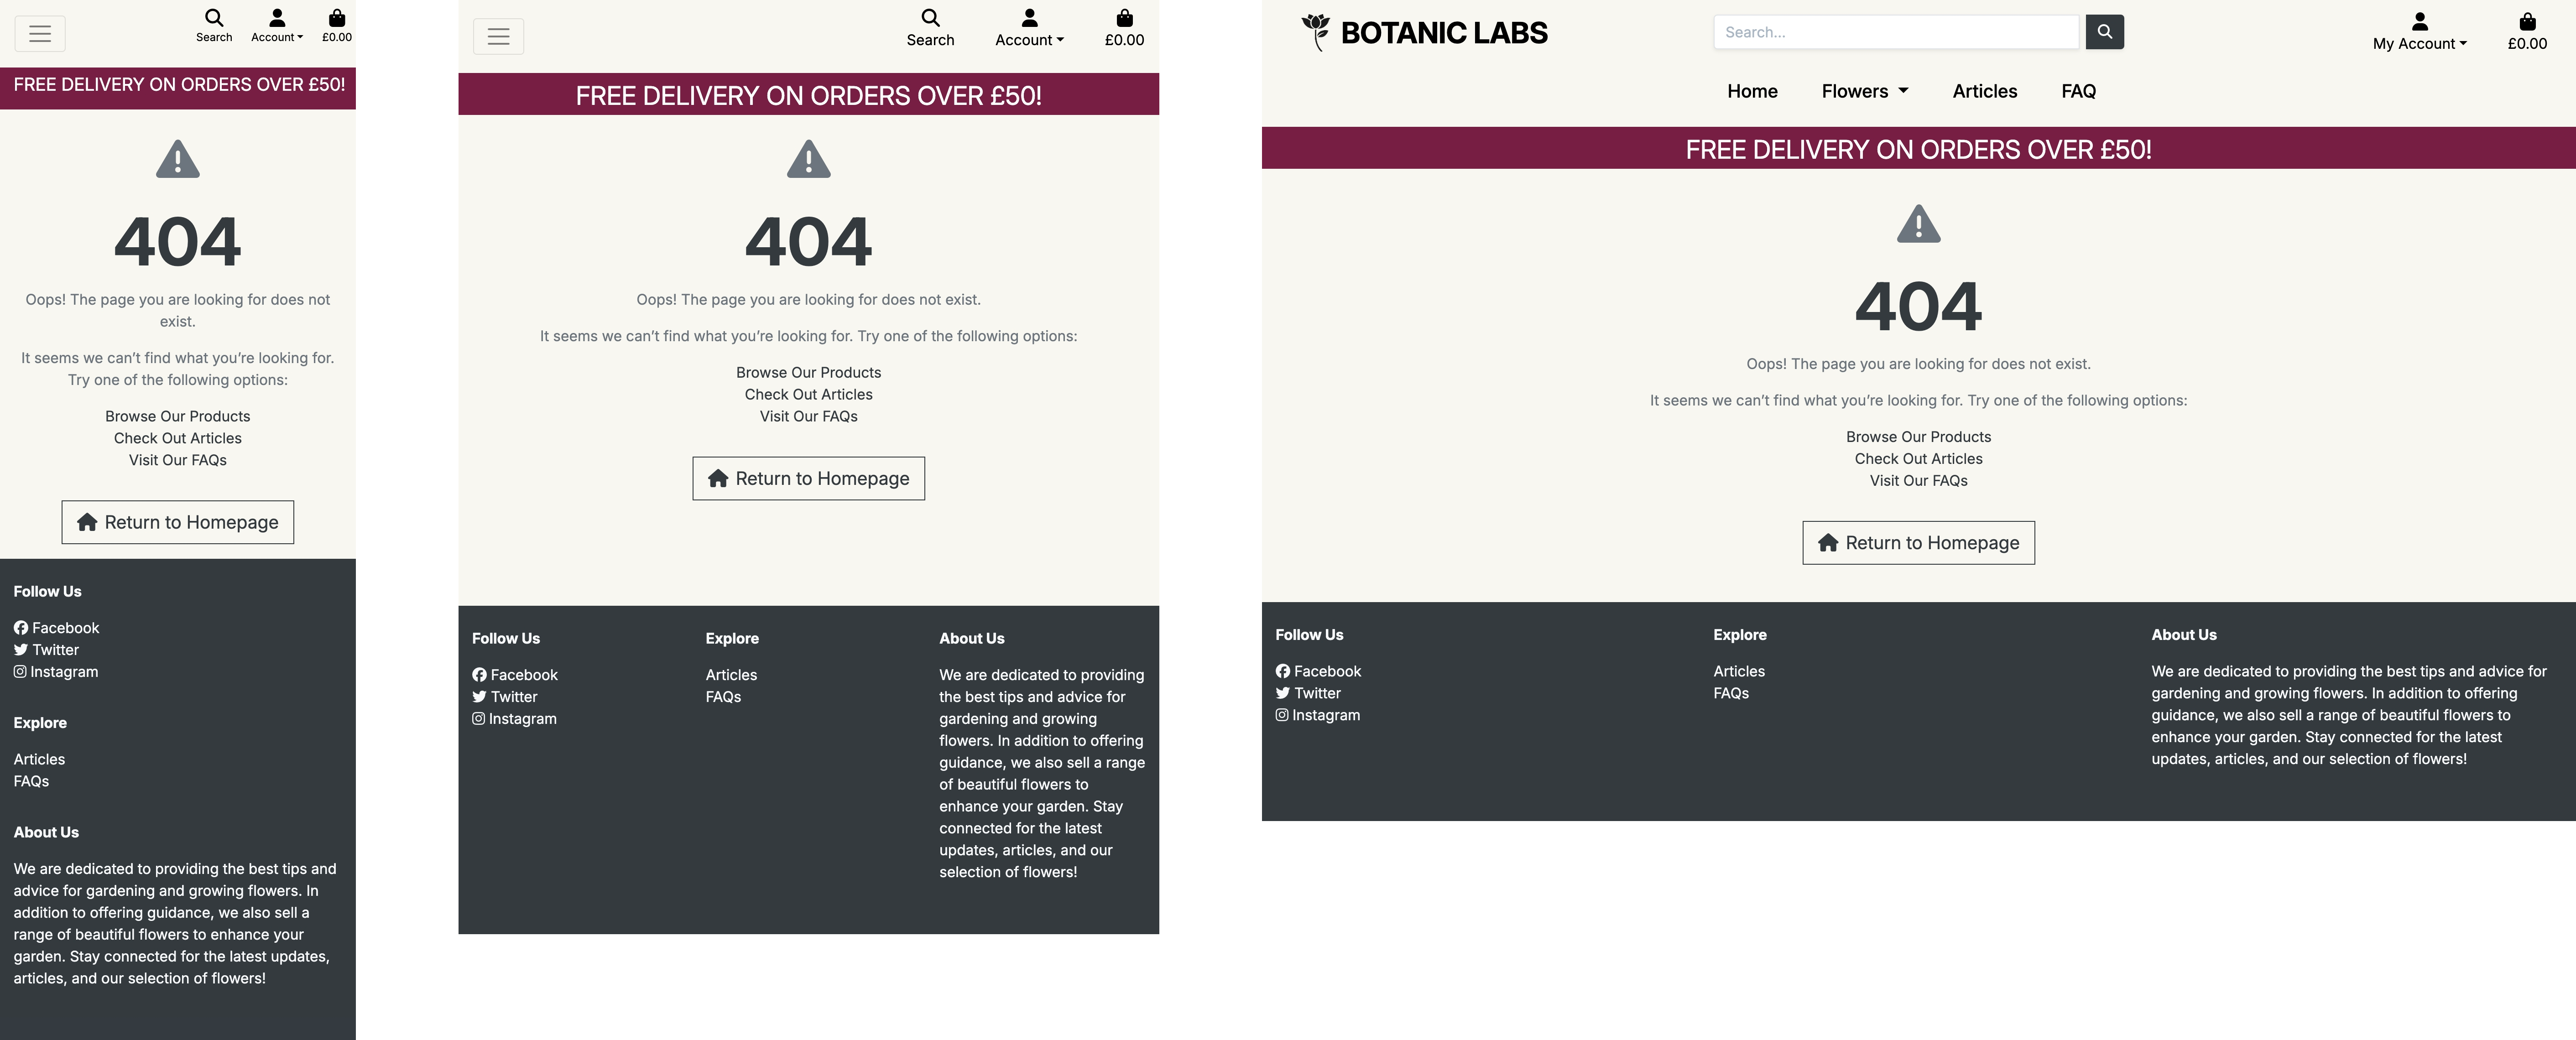 Search
Account
£0.00
FREE DELIVERY ON ORDERS OVER £50!
404
Oops! The page you are looking for does not
exist.
It seems we can’t find what you’re looking for.
Try one of the following options:
Browse Our Products
Check Out Articles
Visit Our FAQs
Return to Homepage
Follow Us
Facebook
Twitter
Instagram
Explore
Articles
FAQs
About Us
We are dedicated to providing the best tips and
advice for gardening and growing flowers. In
addition to offering guidance, we also sell a
range of beautiful flowers to enhance your
garden. Stay connected for the latest updates,
articles, and our selection of flowers!
Search
Account
£0.00
FREE DELIVERY ON ORDERS OVER £50!
404
Oops! The page you are looking for does not exist.
It seems we can’t find what you’re looking for. Try one of the following options:
Browse Our Products
Check Out Articles
Visit Our FAQs
Return to Homepage
Follow Us
Facebook
Twitter
Instagram
Explore
Articles
FAQs
About Us
We are dedicated to providing
the best tips and advice for
gardening and growing
flowers. In addition to offering
guidance, we also sell a range
of beautiful flowers to
enhance your garden. Stay
connected for the latest
updates, articles, and our
selection of flowers!
BOTANIC LABS
Search...
My Account
£0.00
Home
Flowers
Articles
FAQ
FREE DELIVERY ON ORDERS OVER £50!
404
Oops! The page you are looking for does not exist.
It seems we can’t find what you’re looking for. Try one of the following options:
Browse Our Products
Check Out Articles
Visit Our FAQs
Return to Homepage
Follow Us
Facebook
Twitter
Instagram
Explore
Articles
FAQs
About Us
We are dedicated to providing the best tips and advice for
gardening and growing flowers. In addition to offering
guidance, we also sell a range of beautiful flowers to
enhance your garden. Stay connected for the latest
updates, articles, and our selection of flowers!